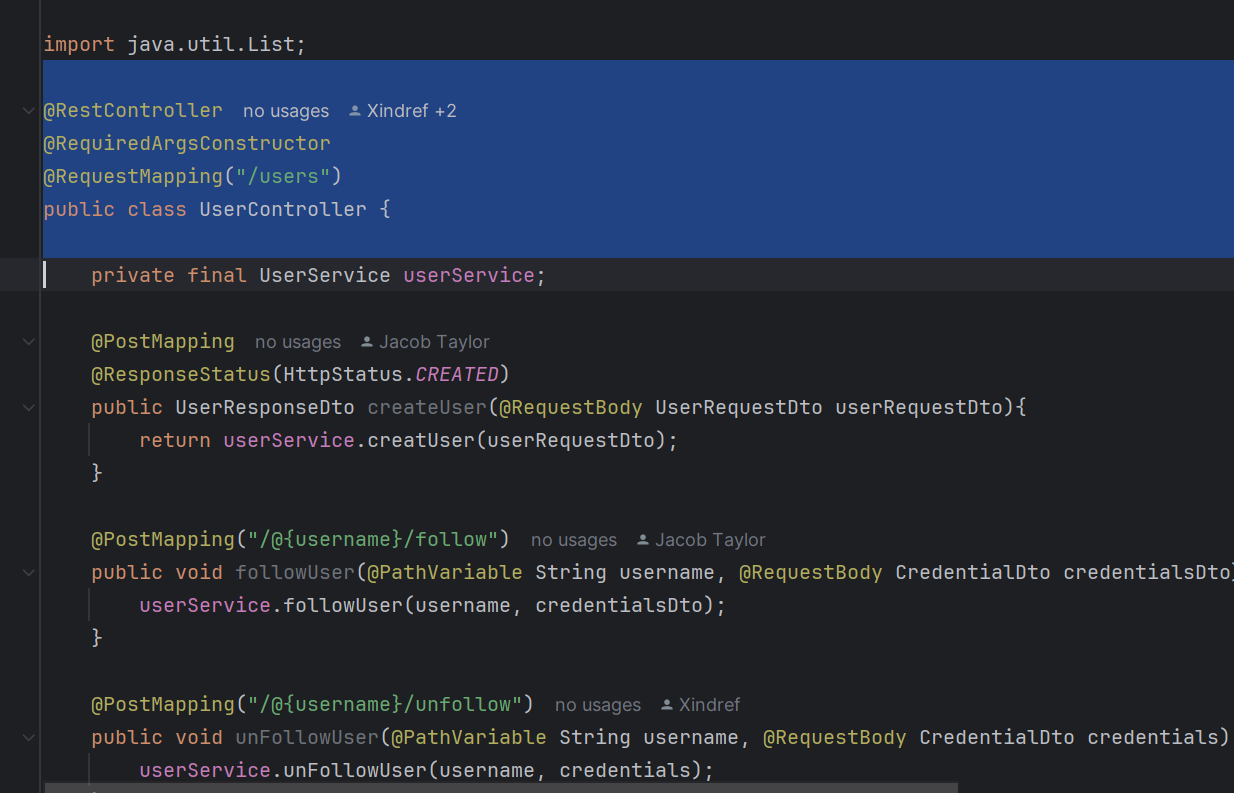 import java.util.List;
@RestController no usages Xindref +2
@RequiredArgsConstructor
@RequestMapping("/users")
public class UserController {
private final UserService userService;
@PostMapping no usages Jacob Taylor
@ResponseStatus(HttpStatus.CREATED)
public UserResponseDto createUser(@RequestBody UserRequestDto userRequestDto){
return userService.creatUser(userRequestDto);
}
@PostMapping("/@{username}/follow") no usages Jacob Taylor
public void followUser(@PathVariable String username, @RequestBody CredentialDto credentialsDto)
userService.followUser(username, credentialsDto);
}
@PostMapping("/@{username}/unfollow") no usages Xindref
public void unFollowUser(@PathVariable String username, @RequestBody CredentialDto credentials)
userService.unFollowUser(username, credentials);